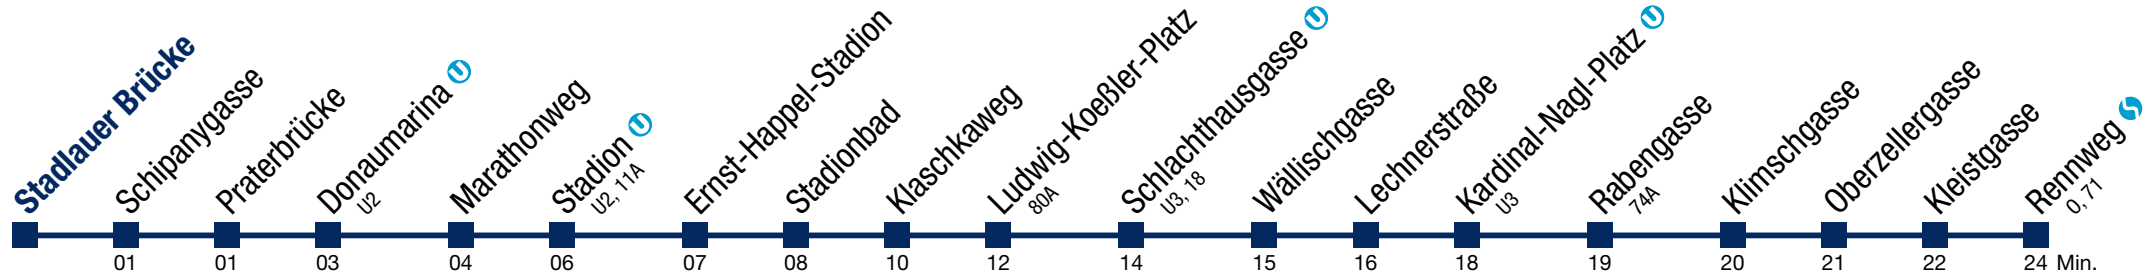 Stadlauer Brücke
Schipanygasse
Praterbrücke
Donaumarina U
U2
Marathonweg
Stadion U
U2, 11A
Ernst-Happel-Stadion
Stadionbad
Klaschkaweg
Ludwig-Koeßler-Platz
80A
Schlachthausgasse U
U3, 18
Wällischgasse
Lechnerstraße
Kardinal-Nagl-Platz U
U3
Rabengasse
74A
Klimschgasse
Oberzellergasse
Kleistgasse
Rennweg S
O, 71
01 01 03 04 06 07 08 10 12 14 15 16 18 19 20 21 22 24 Min.